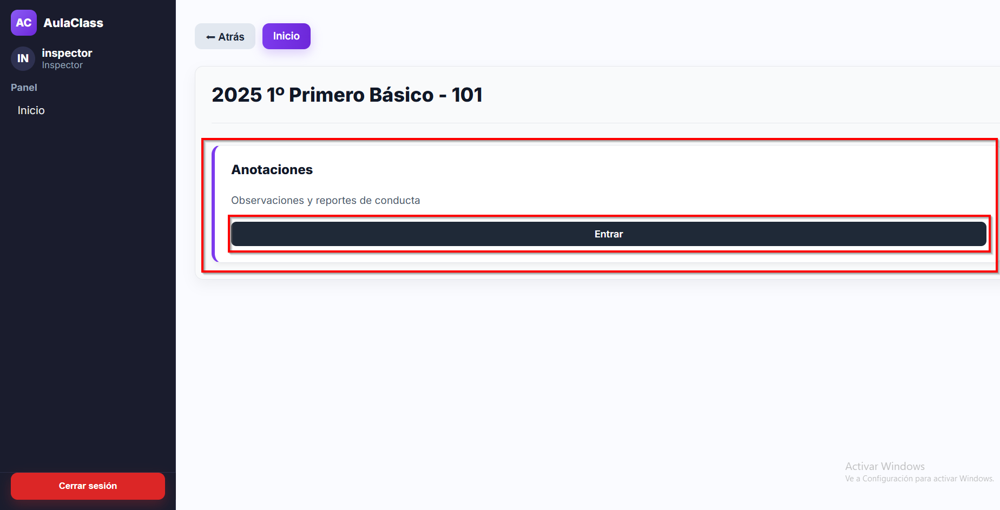 AC AulaClass
IN inspector
Inspector
Panel
Inicio
Cerrar sesión
← Atrás
Inicio
2025 1º Primero Básico - 101
Anotaciones
Observaciones y reportes de conducta
Entrar
Activar Windows
Ve a Configuración para activar Windows.